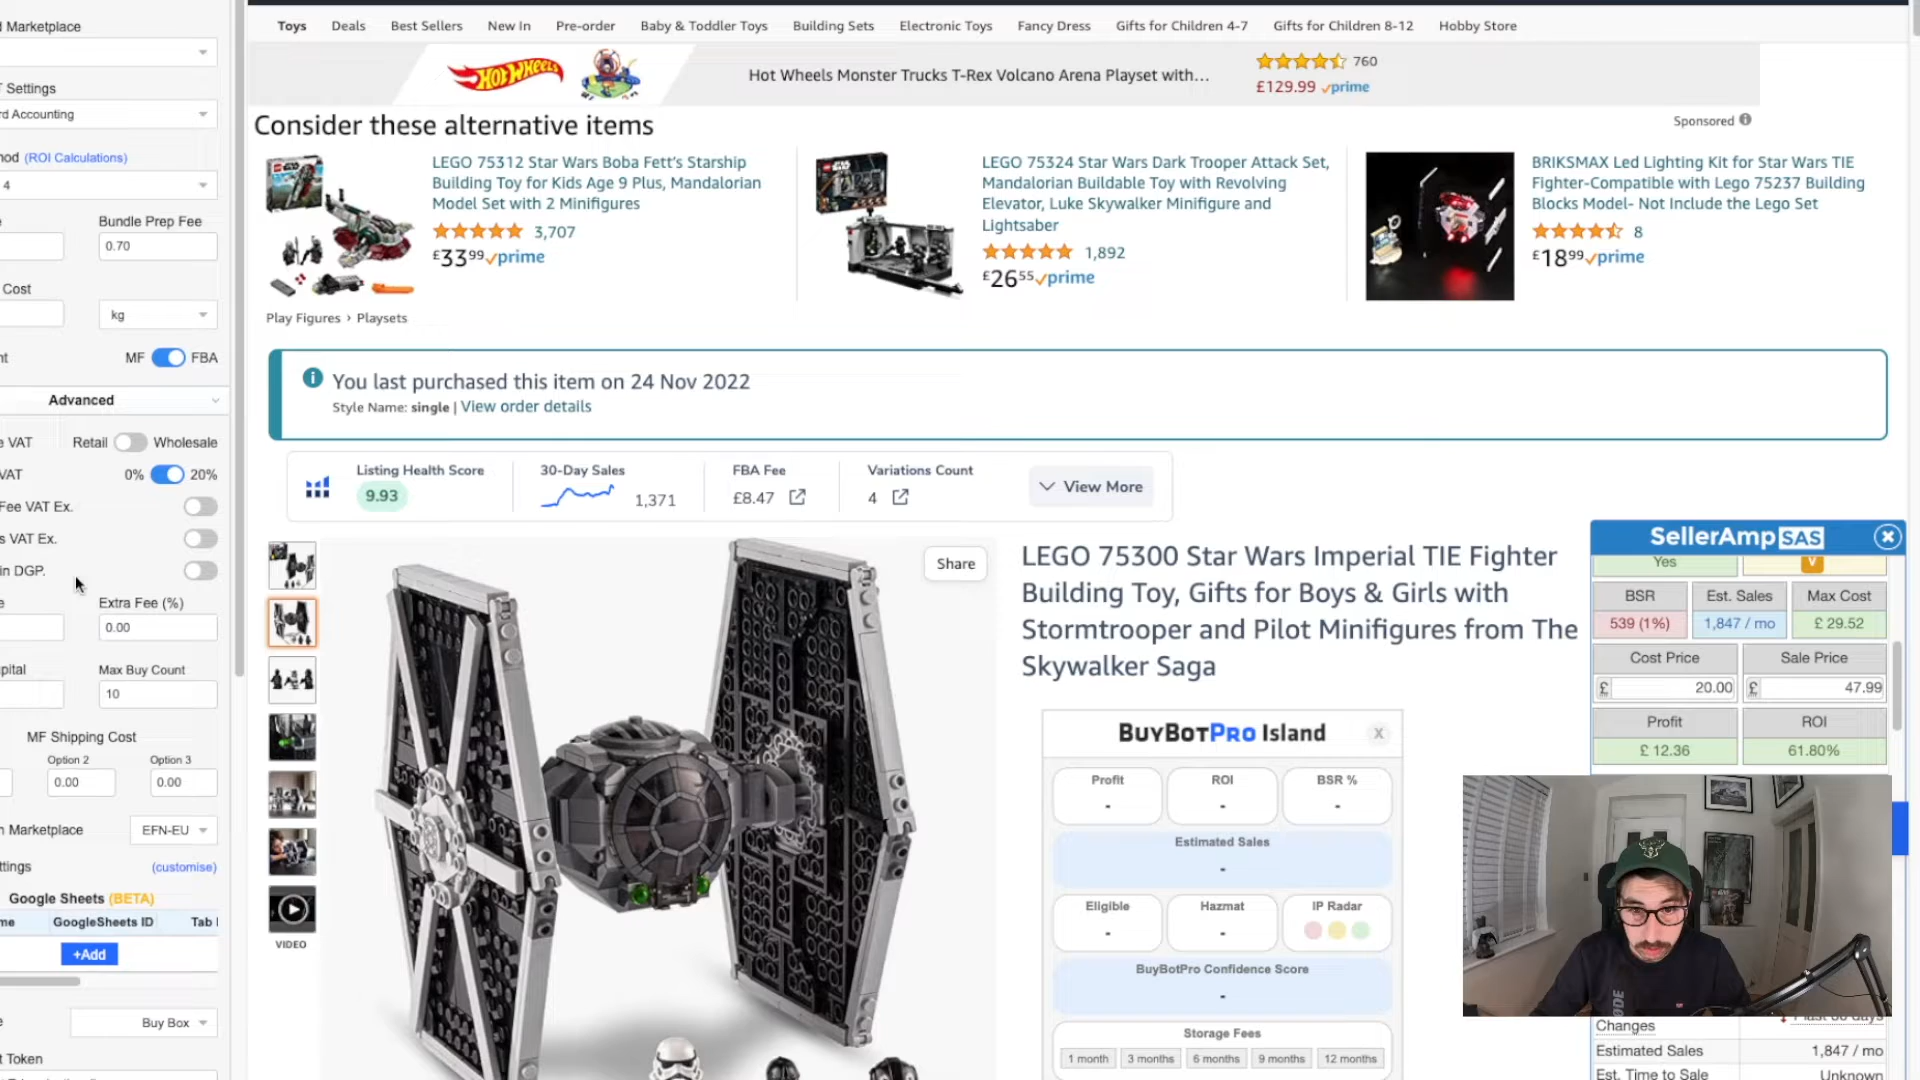 Toys Deals Best Sellers New In Pre-order Baby & Toddler Toys Building Sets Electronic Toys Fancy Dress Gifts for Children 4-7 Gifts for Children 8-12 Hobby Store
Hot Wheels Monster Trucks T-Rex Volcano Arena Playset with...
760
£129.99 prime
HOT WHEELS
Consider these alternative items
Sponsored
LEGO 75312 Star Wars Boba Fett's Starship
Building Toy for Kids Age 9 Plus, Mandalorian
Model Set with 2 Minifigures
3,707
£33.99 prime
LEGO 75324 Star Wars Dark Trooper Attack Set,
Mandalorian Buildable Toy with Revolving
Elevator, Luke Skywalker Minifigure and
Lightsaber
1,892
£26.55 prime
BRIKSMAX Led Lighting Kit for Star Wars TIE
Fighter-Compatible with Lego 75237 Building
Blocks Model- Not Include the Lego Set
8
£18.99 prime
Play Figures › Playsets
You last purchased this item on 24 Nov 2022
Style Name: single | View order details
Listing Health Score
9.93
30-Day Sales
1,371
FBA Fee
£8.47
Variations Count
4
View More
Share
VIDEO
LEGO 75300 Star Wars Imperial TIE Fighter
Building Toy, Gifts for Boys & Girls with
Stormtrooper and Pilot Minifigures from The
Skywalker Saga
BUYBOTPRO Island
X
Profit ROI BSR %
- - -
Estimated Sales
-
Eligible Hazmat IP Radar
- -
BuyBotPro Confidence Score
-
Storage Fees
1 month 3 months 6 months 9 months 12 months
SellerAmp SAS
Yes V
BSR Est. Sales Max Cost
539 (1%) 1,847 / mo £ 29.52
Cost Price Sale Price
£ 20.00 £ 47.99
Profit ROI
£ 12.36 61.80%
Changes
Estimated Sales 1,847 / mo
Est. Time to Sale Unknown
d Marketplace
T Settings
rd Accounting
hod (ROI Calculations)
4
Bundle Prep Fee
0.70
Cost
kg
nt MF FBA
Advanced
e VAT Retail Wholesale
VAT 0% 20%
Fee VAT Ex.
s VAT Ex.
in DGP.
e Extra Fee (%)
0.00
pital Max Buy Count
10
MF Shipping Cost
Option 2 Option 3
0.00 0.00
n Marketplace EFN-EU
ttings (customise)
Google Sheets (BETA)
me GoogleSheets ID Tab
+Add
e Buy Box
t Token